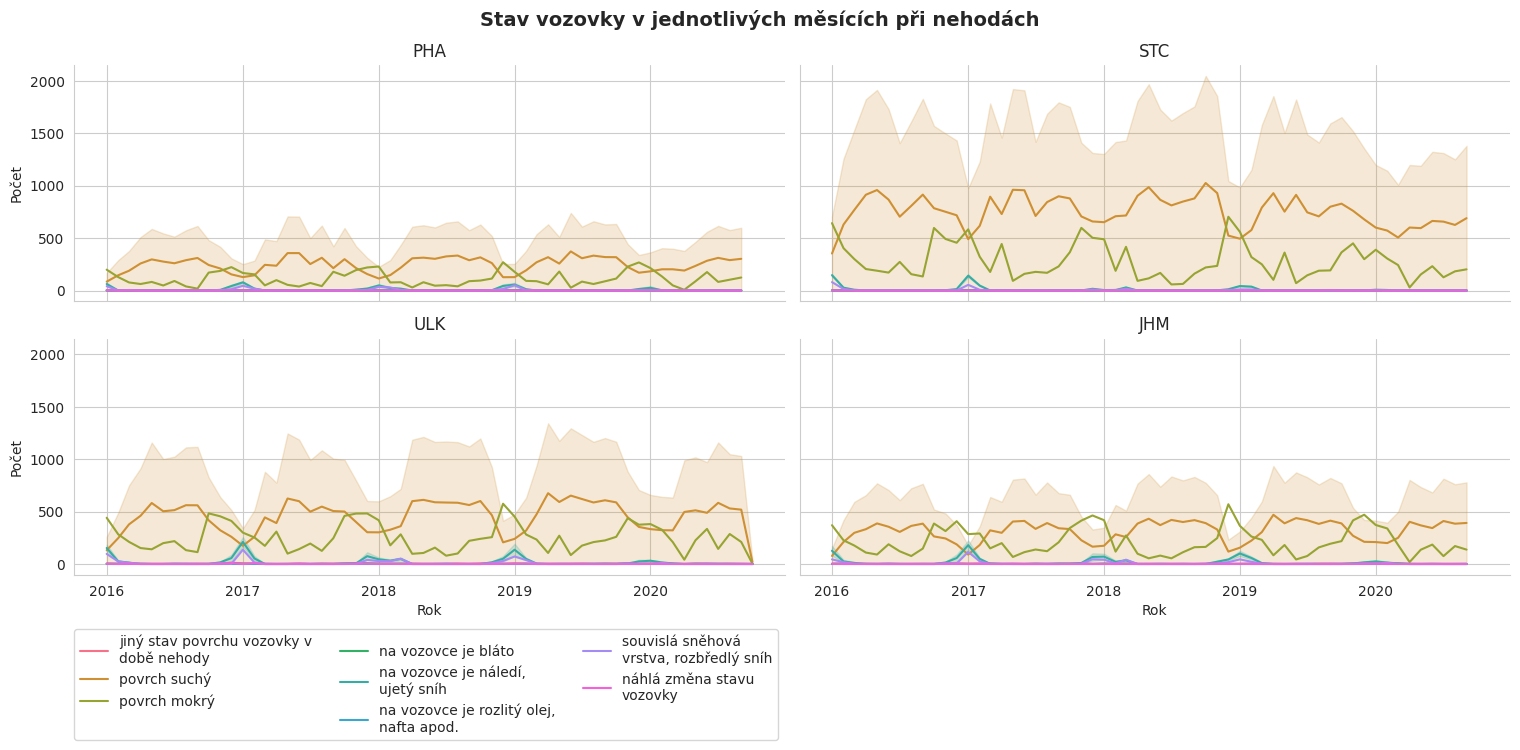 Stav vozovky v jednotlivých měsících při nehodách
PHA
STC
2000
1500
1000
500
0
Počet
ULK
JHM
2000
1500
1000
500
0
Počet
2016
2017
2018
2019
2020
Rok
2016
2017
2018
2019
2020
Rok
jiný stav povrchu vozovky v
době nehody
povrch suchý
povrch mokrý
na vozovce je bláto
na vozovce je náledí,
ujetý sníh
na vozovce je rozlitý olej,
nafta apod.
souvislá sněhová
vrstva, rozbředlý sníh
náhlá změna stavu
vozovky